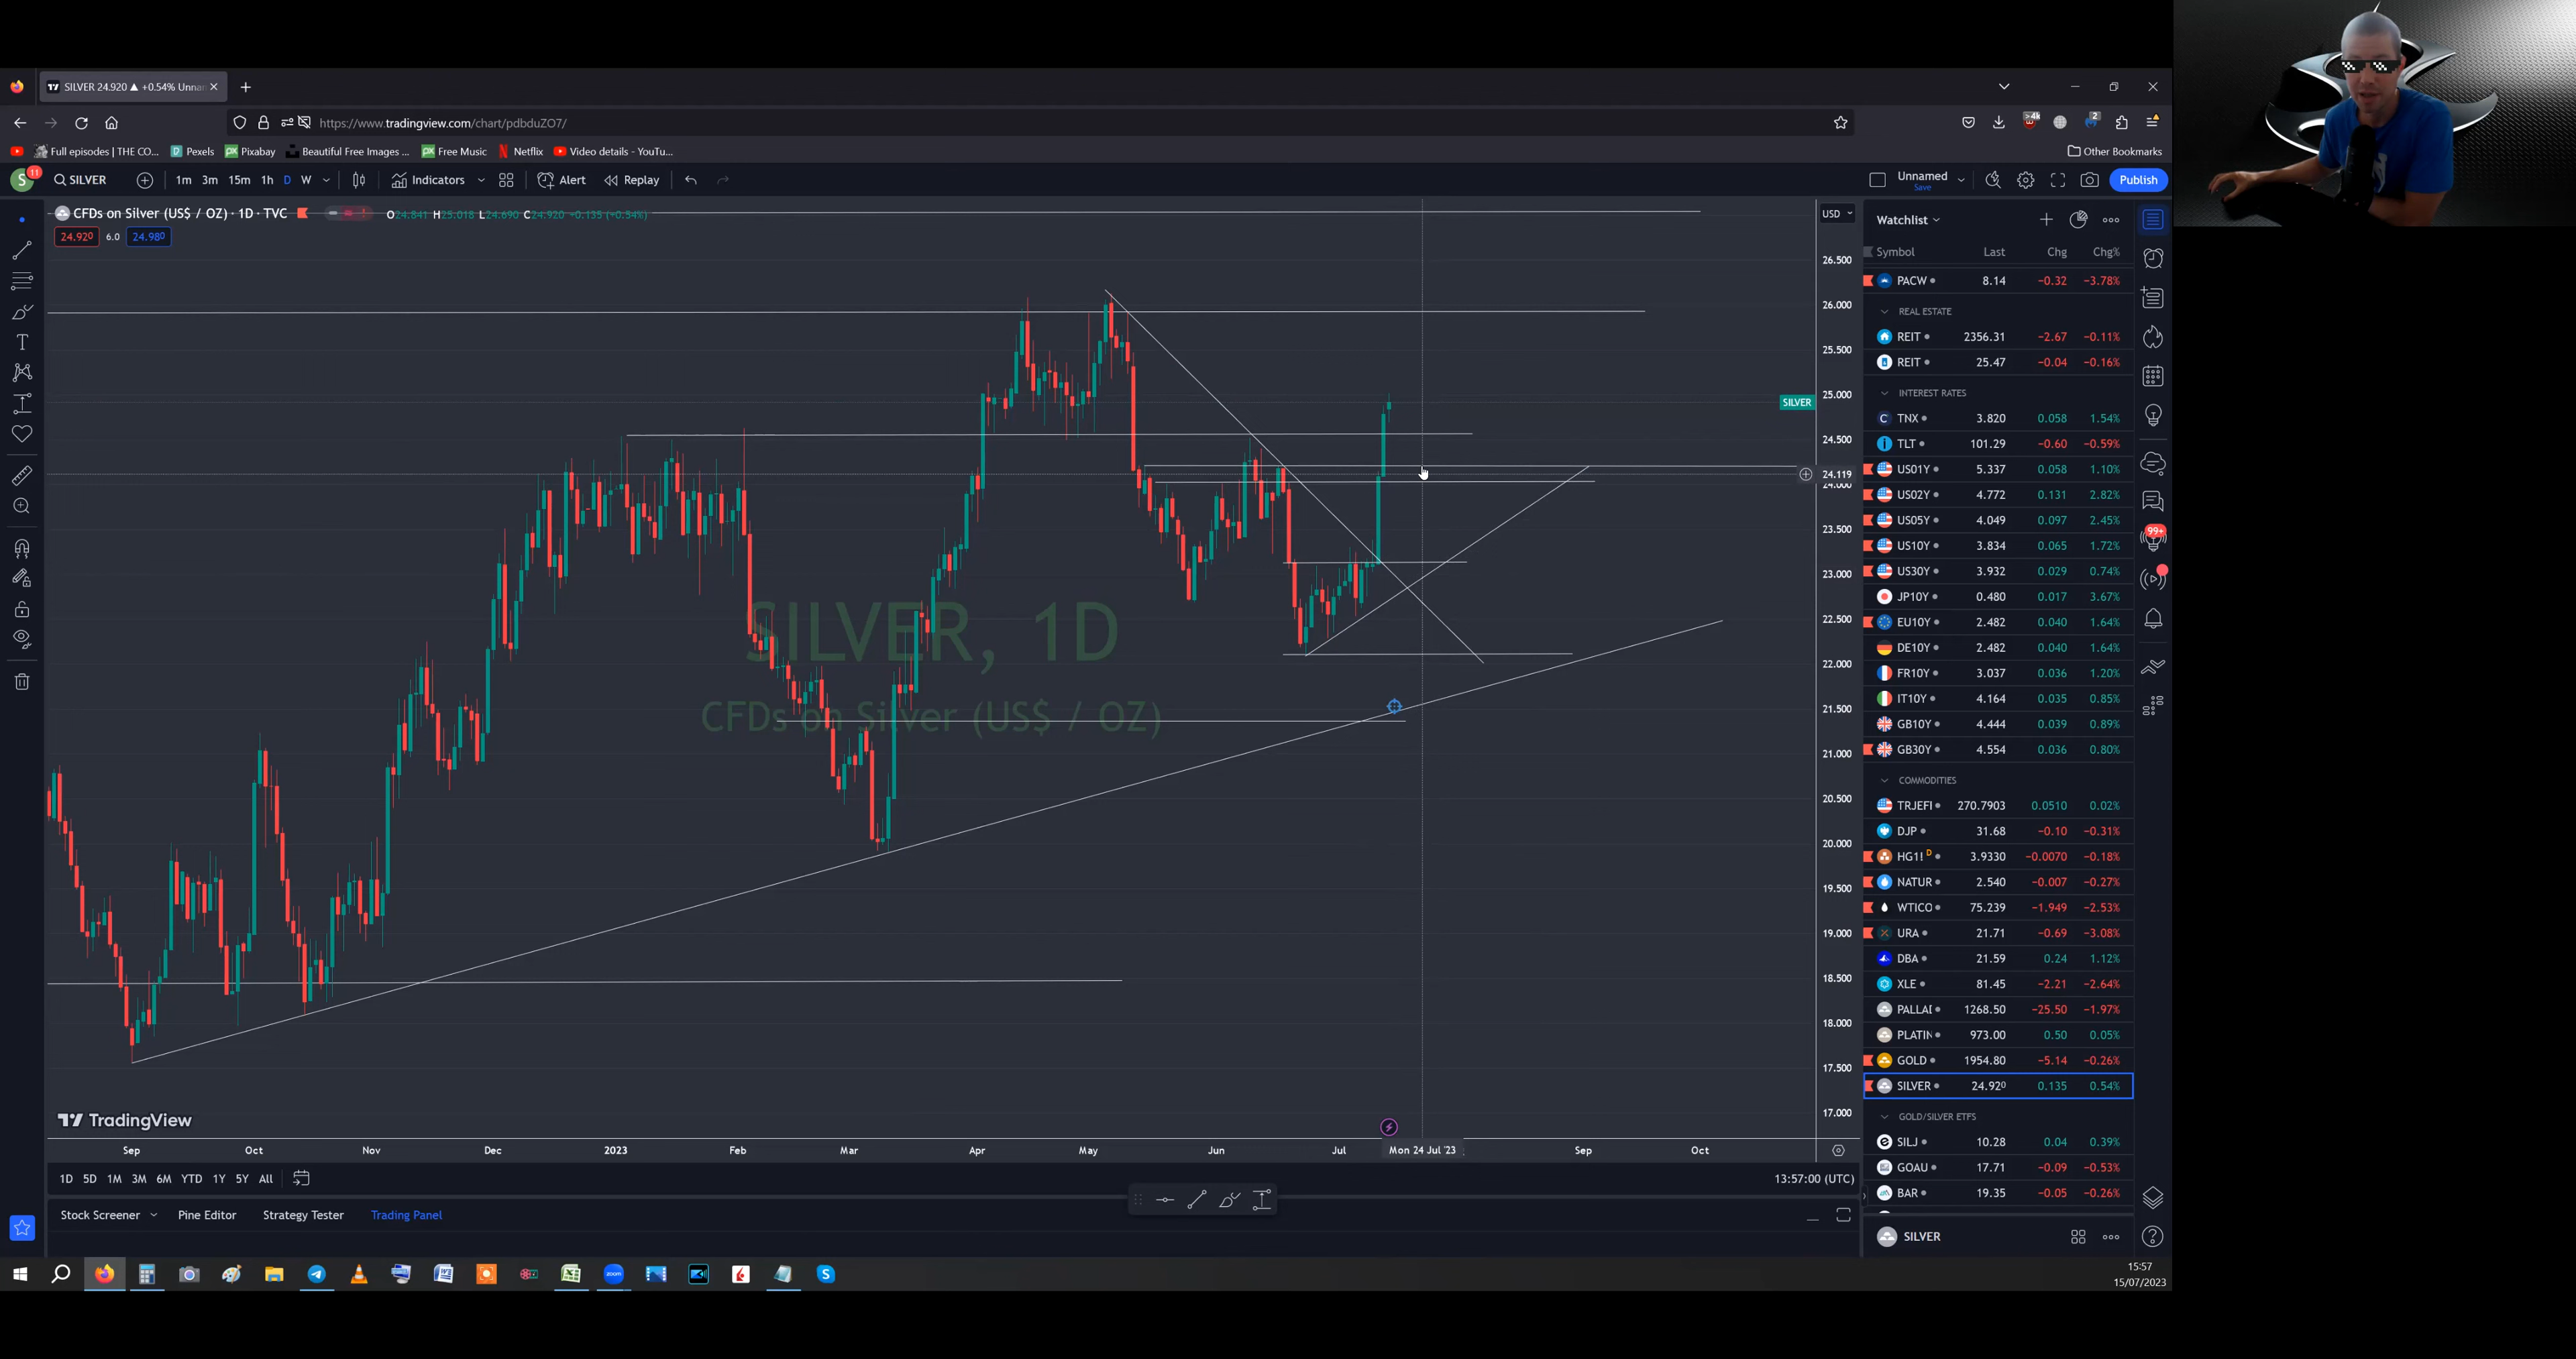 SILVER 24.920 ▲ +0.54% Unnan
https://www.tradingview.com/chart/pdbduZO7/
Full episodes | THE CO... Pexels Pixabay Beautiful Free Images ... Free Music Netflix Video details - YouTu... Other Bookmarks
S 11 SILVER 1m 3m 15m 1h D W Indicators Alert Replay Unnamed Save Publish
CFDs on Silver (US$ / OZ) · 1D · TVC O24.841 H25.018 L24.690 C24.920 +0.135 (+0.54%)
24.920 6.0 24.980
USD
26.500
26.000
25.500
25.000
SILVER
24.500
24.119
24.000
23.500
23.000
22.500
22.000
21.500
21.000
20.500
20.000
19.500
19.000
18.500
18.000
17.500
17.000
SILVER, 1D
CFDs on Silver (US$ / OZ)
TradingView
Sep Oct Nov Dec 2023 Feb Mar Apr May Jun Jul Mon 24 Jul '23 Sep Oct
1D 5D 1M 3M 6M YTD 1Y 5Y All 13:57:00 (UTC)
Stock Screener Pine Editor Strategy Tester Trading Panel
Watchlist
Symbol Last Chg Chg%
PACW 8.14 −0.32 −3.78%
REAL ESTATE
REIT 2356.31 −2.67 −0.11%
REIT 25.47 −0.04 −0.16%
INTEREST RATES
TNX 3.820 0.058 1.54%
TLT 101.29 −0.60 −0.59%
US01Y 5.337 0.058 1.10%
US02Y 4.772 0.131 2.82%
US05Y 4.049 0.097 2.45%
US10Y 3.834 0.065 1.72%
US30Y 3.932 0.029 0.74%
JP10Y 0.480 0.017 3.67%
EU10Y 2.482 0.040 1.64%
DE10Y 2.482 0.040 1.64%
FR10Y 3.037 0.036 1.20%
IT10Y 4.164 0.035 0.85%
GB10Y 4.444 0.039 0.89%
GB30Y 4.554 0.036 0.80%
COMMODITIES
TRJEFI 270.7903 0.0510 0.02%
DJP 31.68 −0.10 −0.31%
HG1! D 3.9330 −0.0070 −0.18%
NATUR 2.540 −0.007 −0.27%
WTICO 75.239 −1.949 −2.53%
URA 21.71 −0.69 −3.08%
DBA 21.59 0.24 1.12%
XLE 81.45 −2.21 −2.64%
PALLAD 1268.50 −25.50 −1.97%
PLATIN 973.00 0.50 0.05%
GOLD 1954.80 −5.14 −0.26%
SILVER 24.920 0.135 0.54%
GOLD/SILVER ETFS
SILJ 10.28 0.04 0.39%
GOAU 17.71 −0.09 −0.53%
BAR 19.35 −0.05 −0.26%
SILVER
99+
15:57
15/07/2023